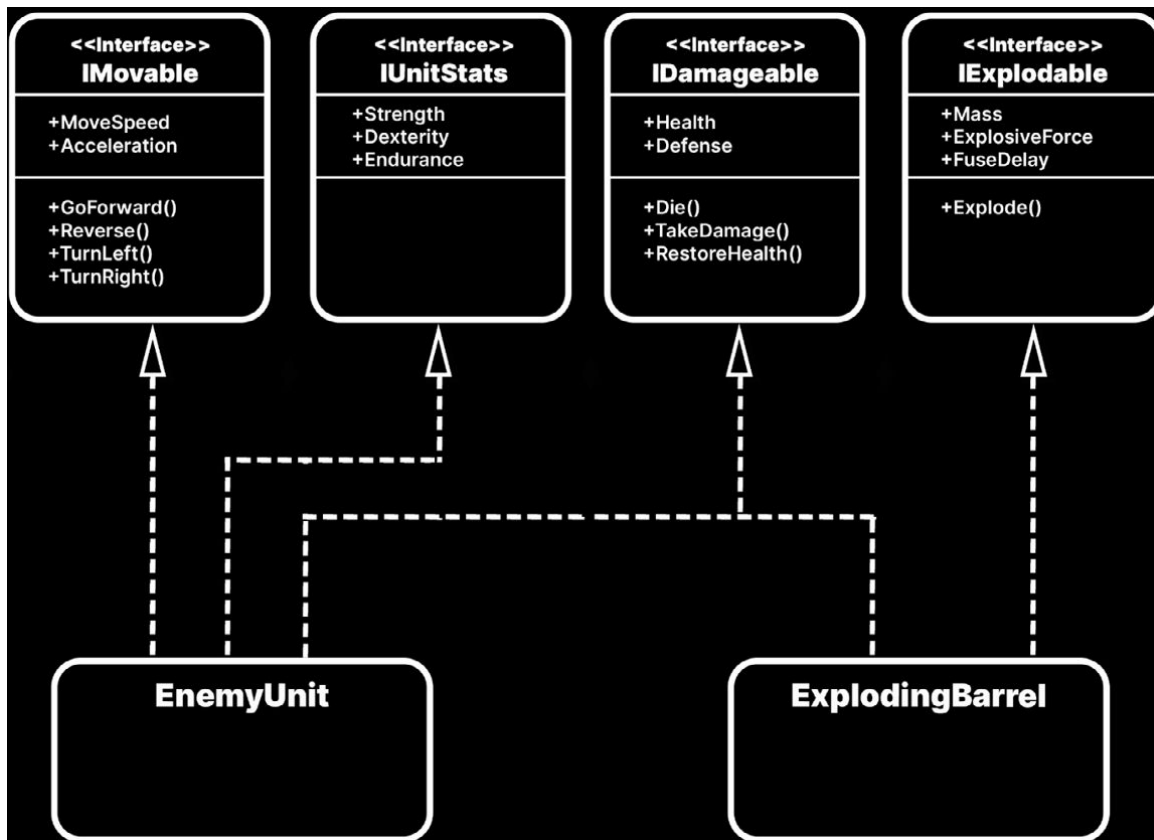 <<Interface>>
IMovable
+MoveSpeed
+Acceleration
+GoForward()
+Reverse()
+TurnLeft()
+TurnRight()
<<Interface>>
IUnitStats
+Strength
+Dexterity
+Endurance
<<Interface>>
IDamageable
+Health
+Defense
+Die()
+TakeDamage()
+RestoreHealth()
<<Interface>>
IExplodable
+Mass
+ExplosiveForce
+FuseDelay
+Explode()
EnemyUnit
ExplodingBarrel